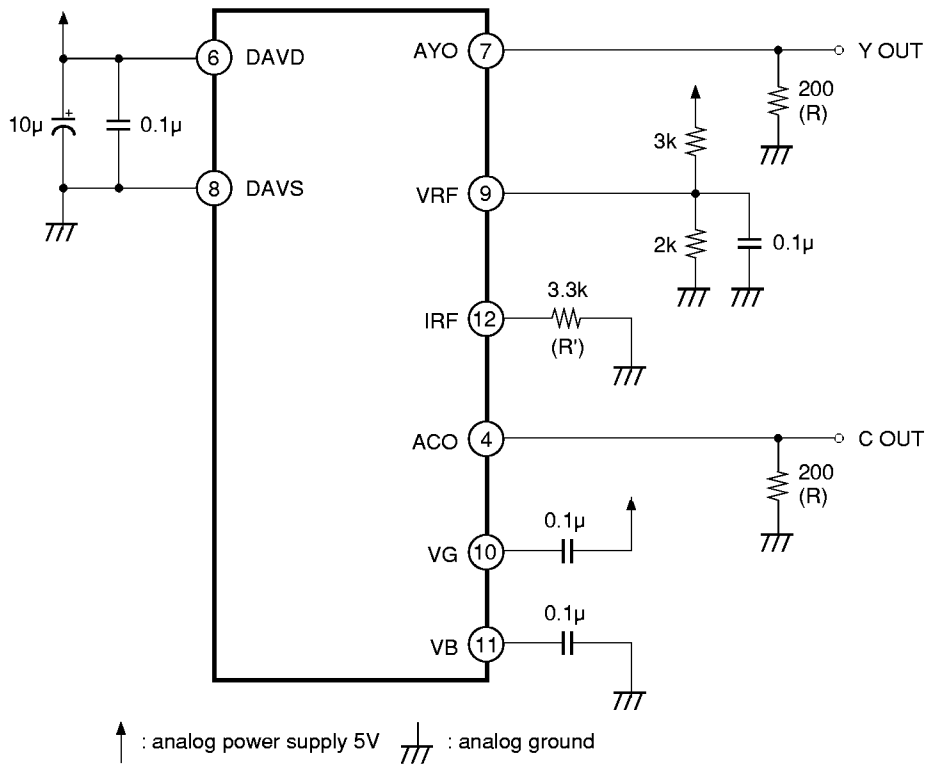 6 DAVD
10µ
+
0.1µ
8 DAVS
AYO 7
Y OUT
200
(R)
3k
VRF 9
2k
0.1µ
3.3k
IRF 12
(R')
ACO 4
C OUT
200
(R)
0.1µ
VG 10
0.1µ
VB 11
: analog power supply 5V
: analog ground